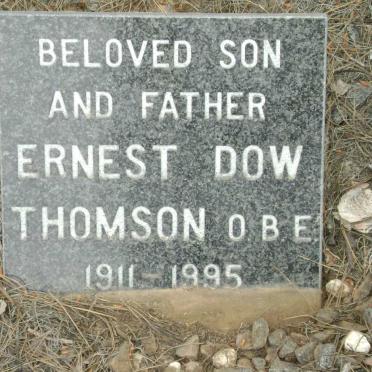 BELOVED SON
AND FATHER
ERNEST DOW
THOMSON O B E
1911 - 1995